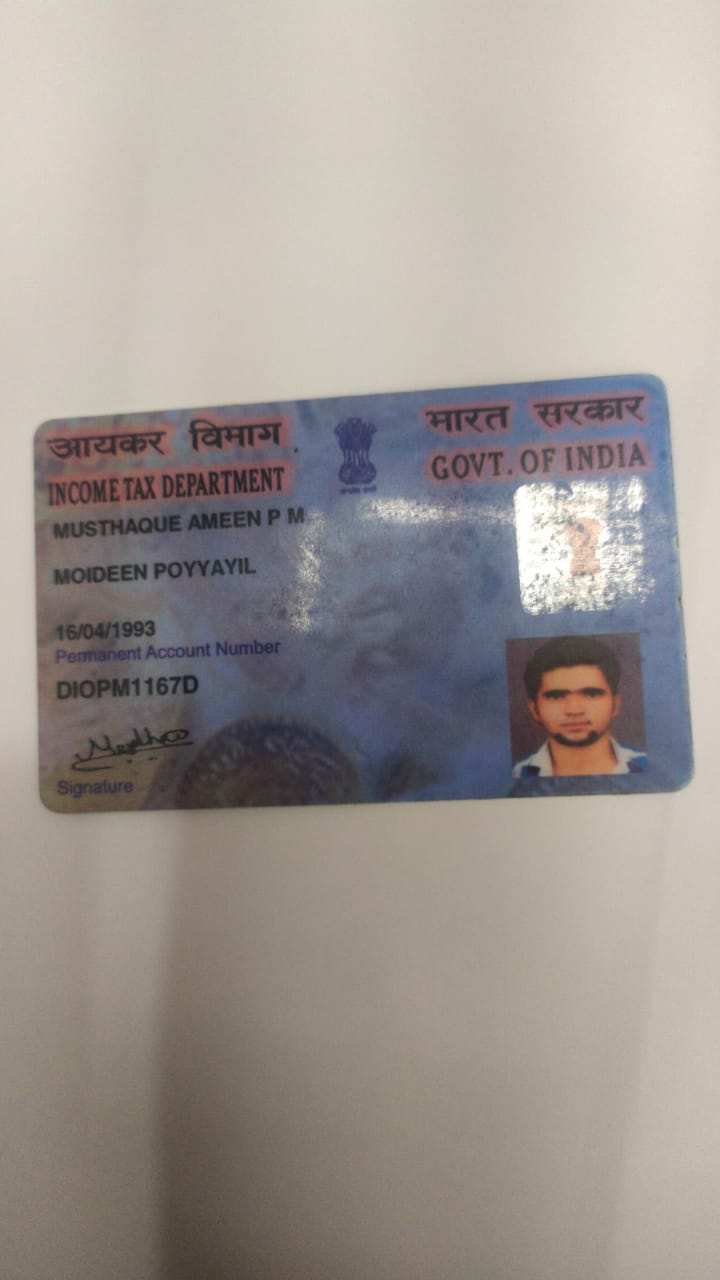 आयकर विभाग
INCOME TAX DEPARTMENT
भारत सरकार
GOVT. OF INDIA
MUSTHAQUE AMEEN P M
MOIDEEN POYYAYIL
16/04/1993
Permanent Account Number
DIOPM1167D
Signature